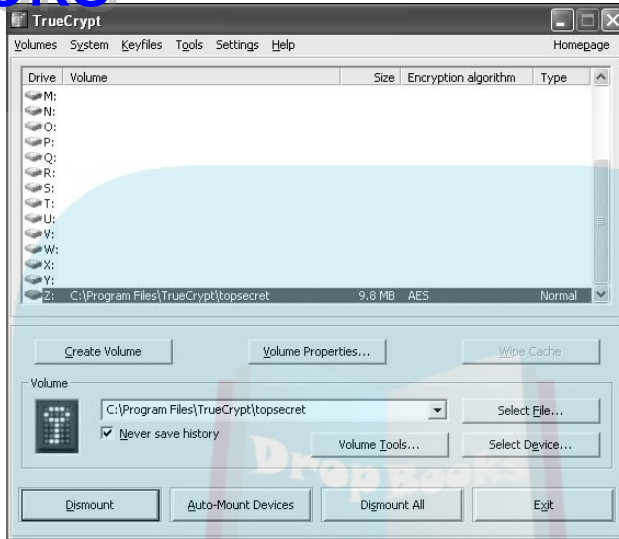 TrueCrypt
Volumes System Keyfiles Tools Settings Help Homepage
Drive Volume Size Encryption algorithm Type
M:
N:
O:
P:
Q:
R:
S:
T:
U:
V:
W:
X:
Y:
Z: C:\Program Files\TrueCrypt\topsecret 9.8 MB AES Normal
Create Volume Volume Properties... Wipe Cache
Volume
C:\Program Files\TrueCrypt\topsecret Select File...
Never save history Volume Tools... Select Device...
DropBooks
Dismount Auto-Mount Devices Dismount All Exit